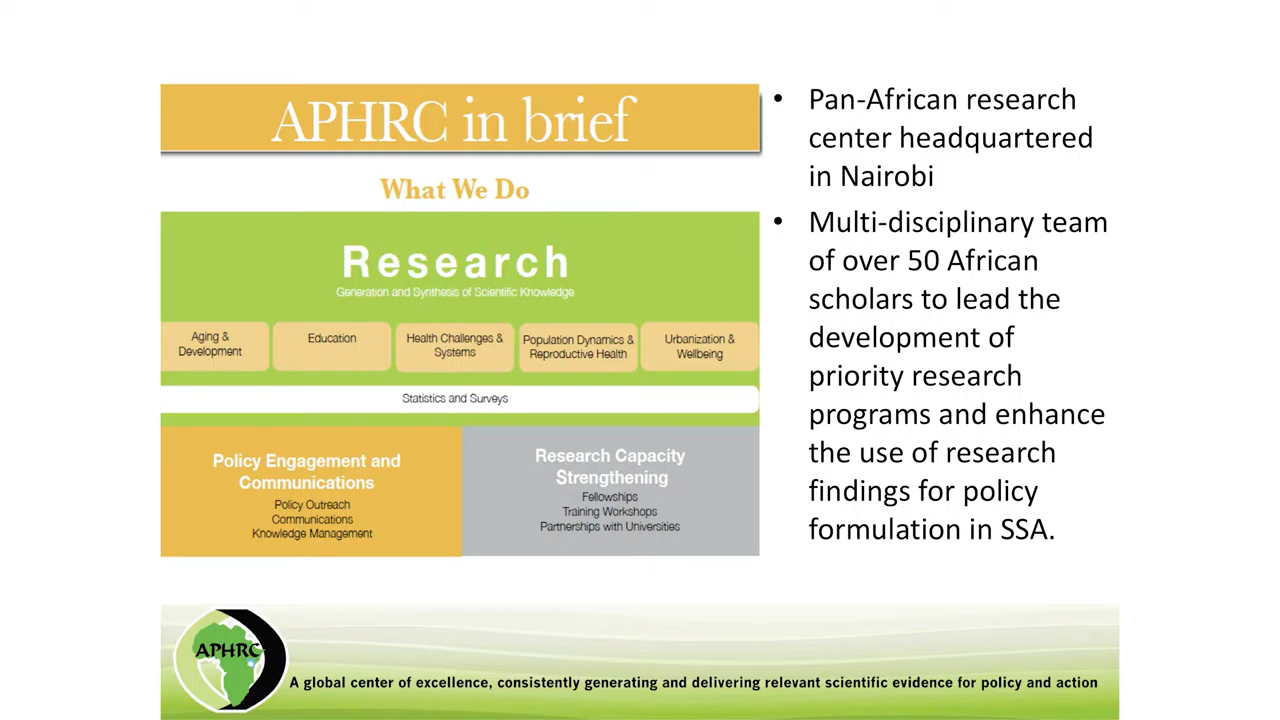 APHRC in brief
What We Do
Research
Generation and Synthesis of Scientific Knowledge
Aging &
Development
Education
Health Challenges &
Systems
Population Dynamics &
Reproductive Health
Urbanization &
Wellbeing
Statistics and Surveys
Policy Engagement and
Communications
Policy Outreach
Communications
Knowledge Management
Research Capacity
Strengthening
Fellowships
Training Workshops
Partnerships with Universities
• Pan-African research
center headquartered
in Nairobi
• Multi-disciplinary team
of over 50 African
scholars to lead the
development of
priority research
programs and enhance
the use of research
findings for policy
formulation in SSA.
APHRC
A global center of excellence, consistently generating and delivering relevant scientific evidence for policy and action